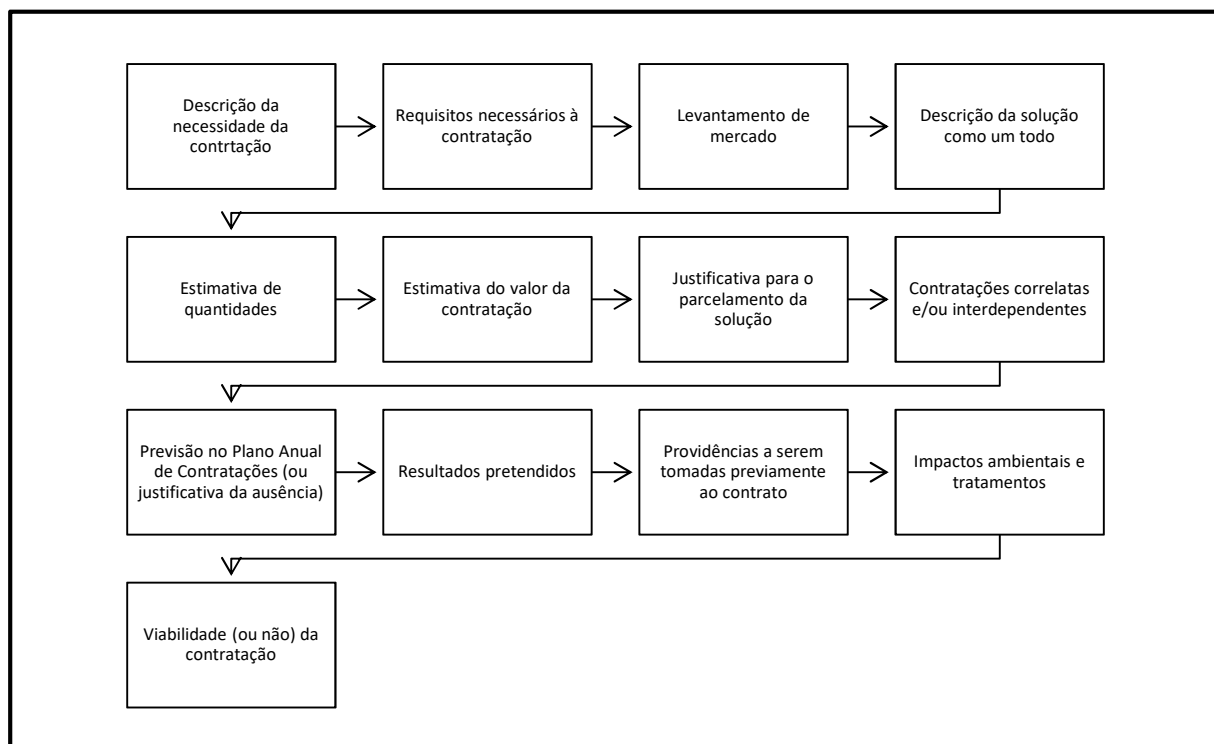 Descrição da
necessidade da
contrtação
Requisitos necessários à
contratação
Levantamento de
mercado
Descrição da solução
como um todo
Estimativa de
quantidades
Estimativa do valor da
contratação
Justificativa para o
parcelamento da
solução
Contratações correlatas
e/ou interdependentes
Previsão no Plano Anual
de Contratações (ou
justificativa da ausência)
Resultados pretendidos
Providências a serem
tomadas previamente
ao contrato
Impactos ambientais e
tratamentos
Viabilidade (ou não) da
contratação